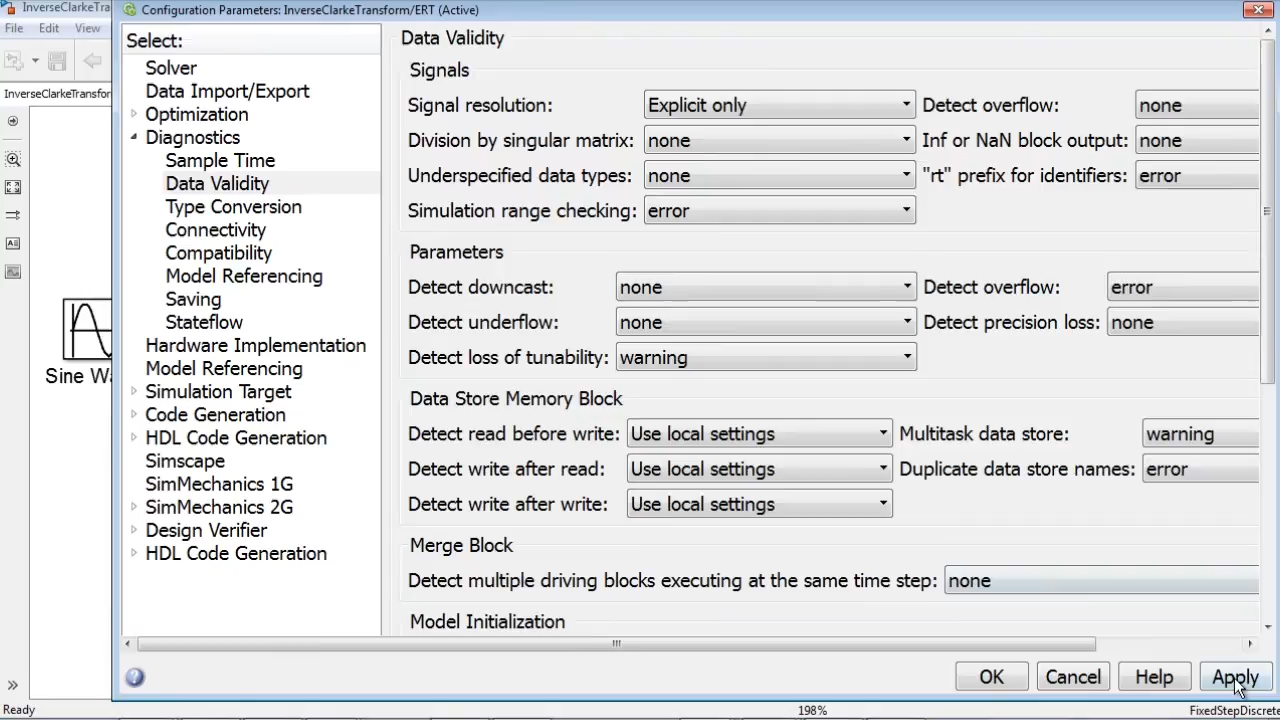 InverseClarkeTra
Configuration Parameters: InverseClarkeTransform/ERT (Active)
File Edit View
InverseClarkeTransfor
Sine Wa
Select:
Solver
Data Import/Export
Optimization
Diagnostics
Sample Time
Data Validity
Type Conversion
Connectivity
Compatibility
Model Referencing
Saving
Stateflow
Hardware Implementation
Model Referencing
Simulation Target
Code Generation
HDL Code Generation
Simscape
SimMechanics 1G
SimMechanics 2G
Design Verifier
HDL Code Generation
Data Validity
Signals
Signal resolution: Explicit only Detect overflow: none
Division by singular matrix: none Inf or NaN block output: none
Underspecified data types: none "rt" prefix for identifiers: error
Simulation range checking: error
Parameters
Detect downcast: none Detect overflow: error
Detect underflow: none Detect precision loss: none
Detect loss of tunability: warning
Data Store Memory Block
Detect read before write: Use local settings Multitask data store: warning
Detect write after read: Use local settings Duplicate data store names: error
Detect write after write: Use local settings
Merge Block
Detect multiple driving blocks executing at the same time step: none
Model Initialization
OK Cancel Help Apply
Ready 198% FixedStepDiscrete